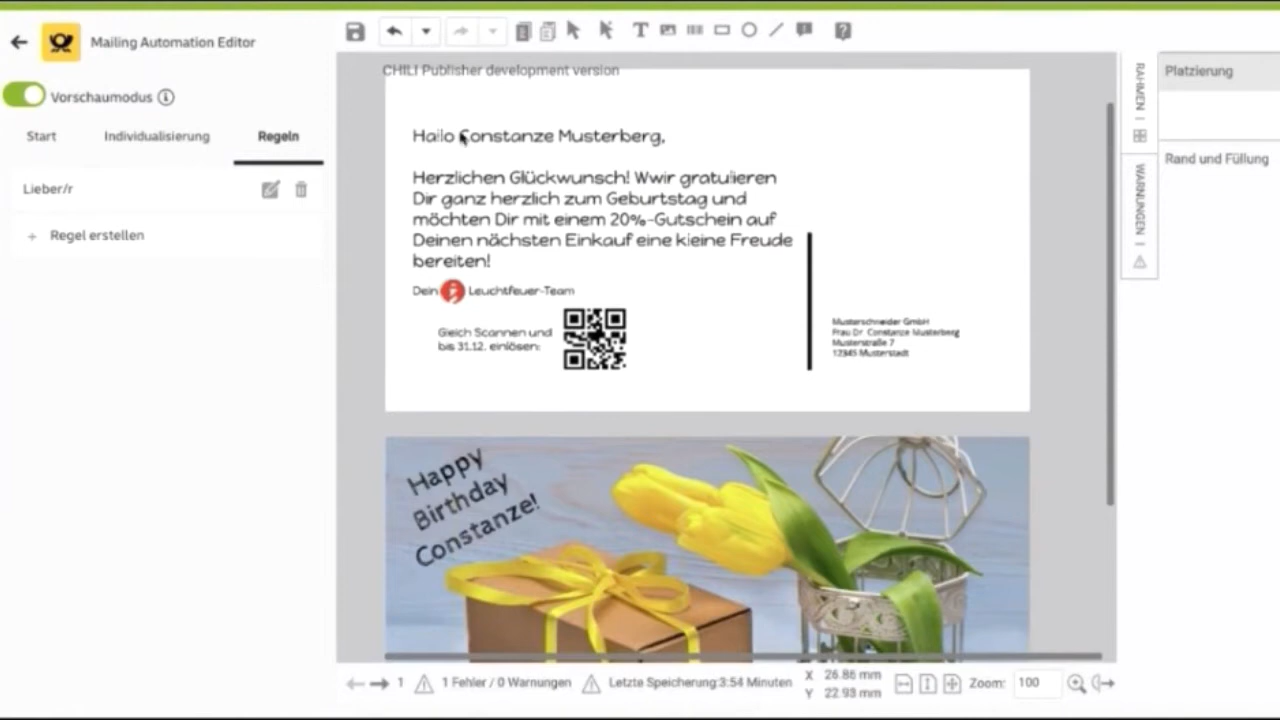 Mailing Automation Editor
Vorschaumodus
Start
Individualisierung
Regeln
Lieber/r
+ Regel erstellen
CHILI Publisher development version
Hallo Constanze Musterberg,
Herzlichen Glückwunsch! Wwir gratulieren
Dir ganz herzlich zum Geburtstag und
möchten Dir mit einem 20%-Gutschein auf
Deinen nächsten Einkauf eine kleine Freude
bereiten!
Dein Leuchtfeuer-Team
Gleich Scannen und
bis 31.12. einlösen:
Musterschneider GmbH
Frau Dr. Constanze Musterberg
Musterstraße 7
12345 Musterstadt
Happy
Birthday
Constanze!
RAHMEN
WARNUNGEN
Platzierung
Rand und Füllung
1
1 Fehler / 0 Warnungen
Letzte Speicherung:3:54 Minuten
X 26.86 mm
Y 22.93 mm
Zoom: 100